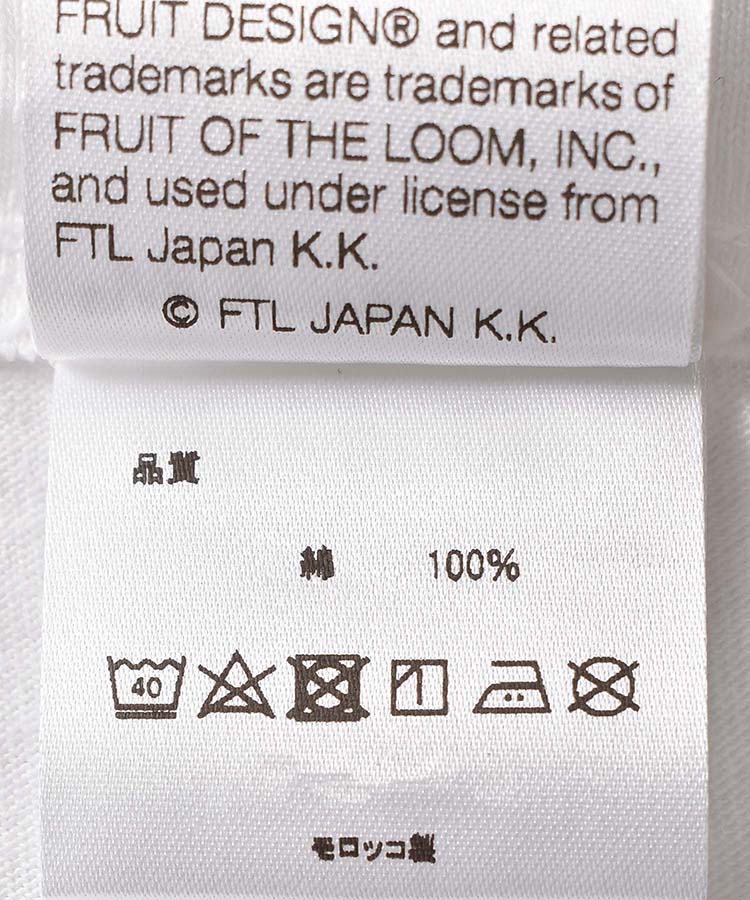 FRUIT DESIGN® and related
trademarks are trademarks of
FRUIT OF THE LOOM, INC.,
and used under license from
FTL Japan K.K.
© FTL JAPAN K.K.
品質
綿 100%
40
モロッコ製